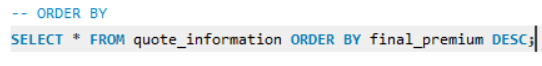 -- ORDER BY
SELECT * FROM quote_information ORDER BY final_premium DESC;